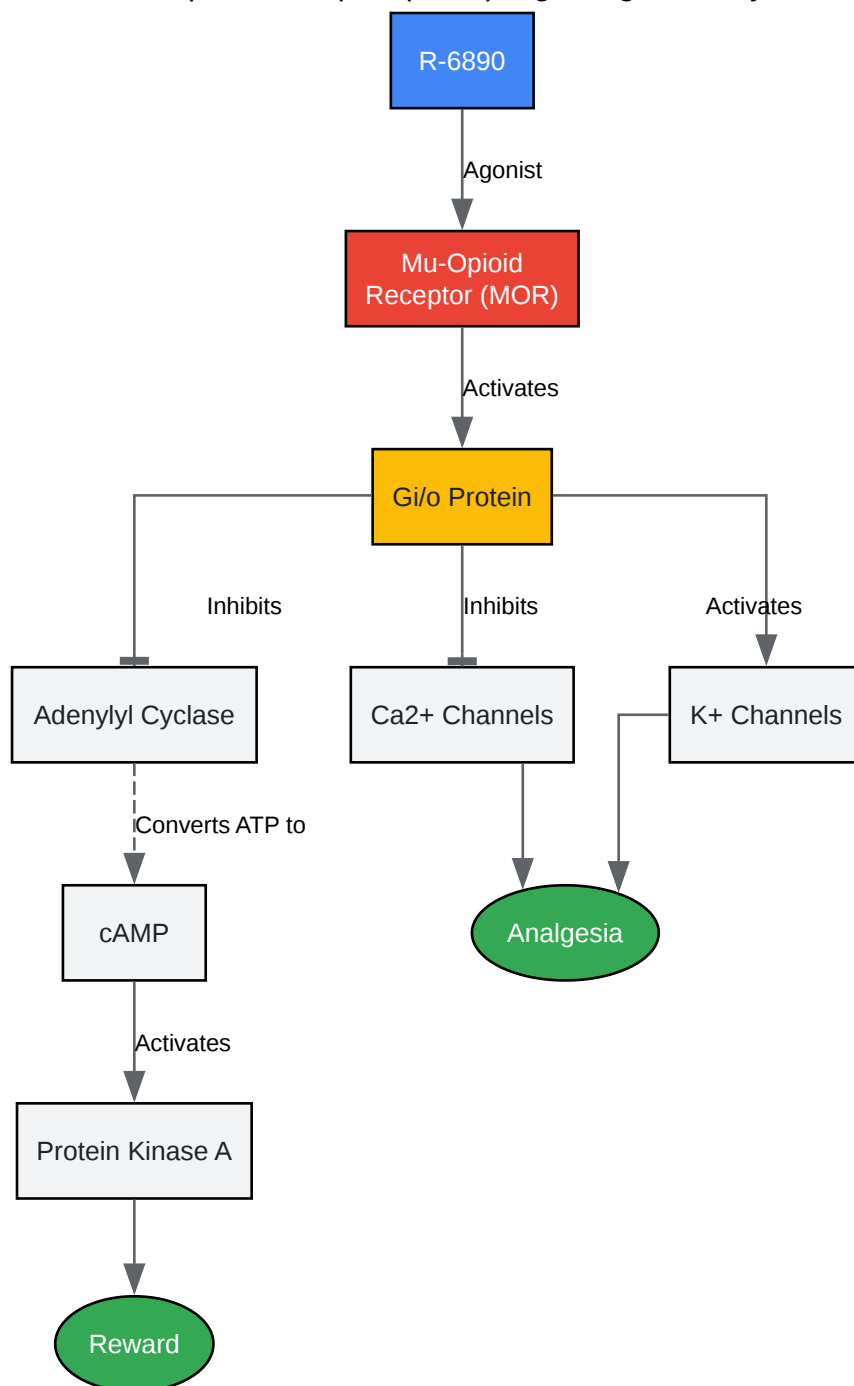 R-6890
Agonist
Mu-Opioid
Receptor (MOR)
Activates
Gi/o Protein
Inhibits
Inhibits
Activates
Adenylyl Cyclase
Ca2+ Channels
K+ Channels
Converts ATP to
cAMP
Analgesia
Activates
Protein Kinase A
Reward